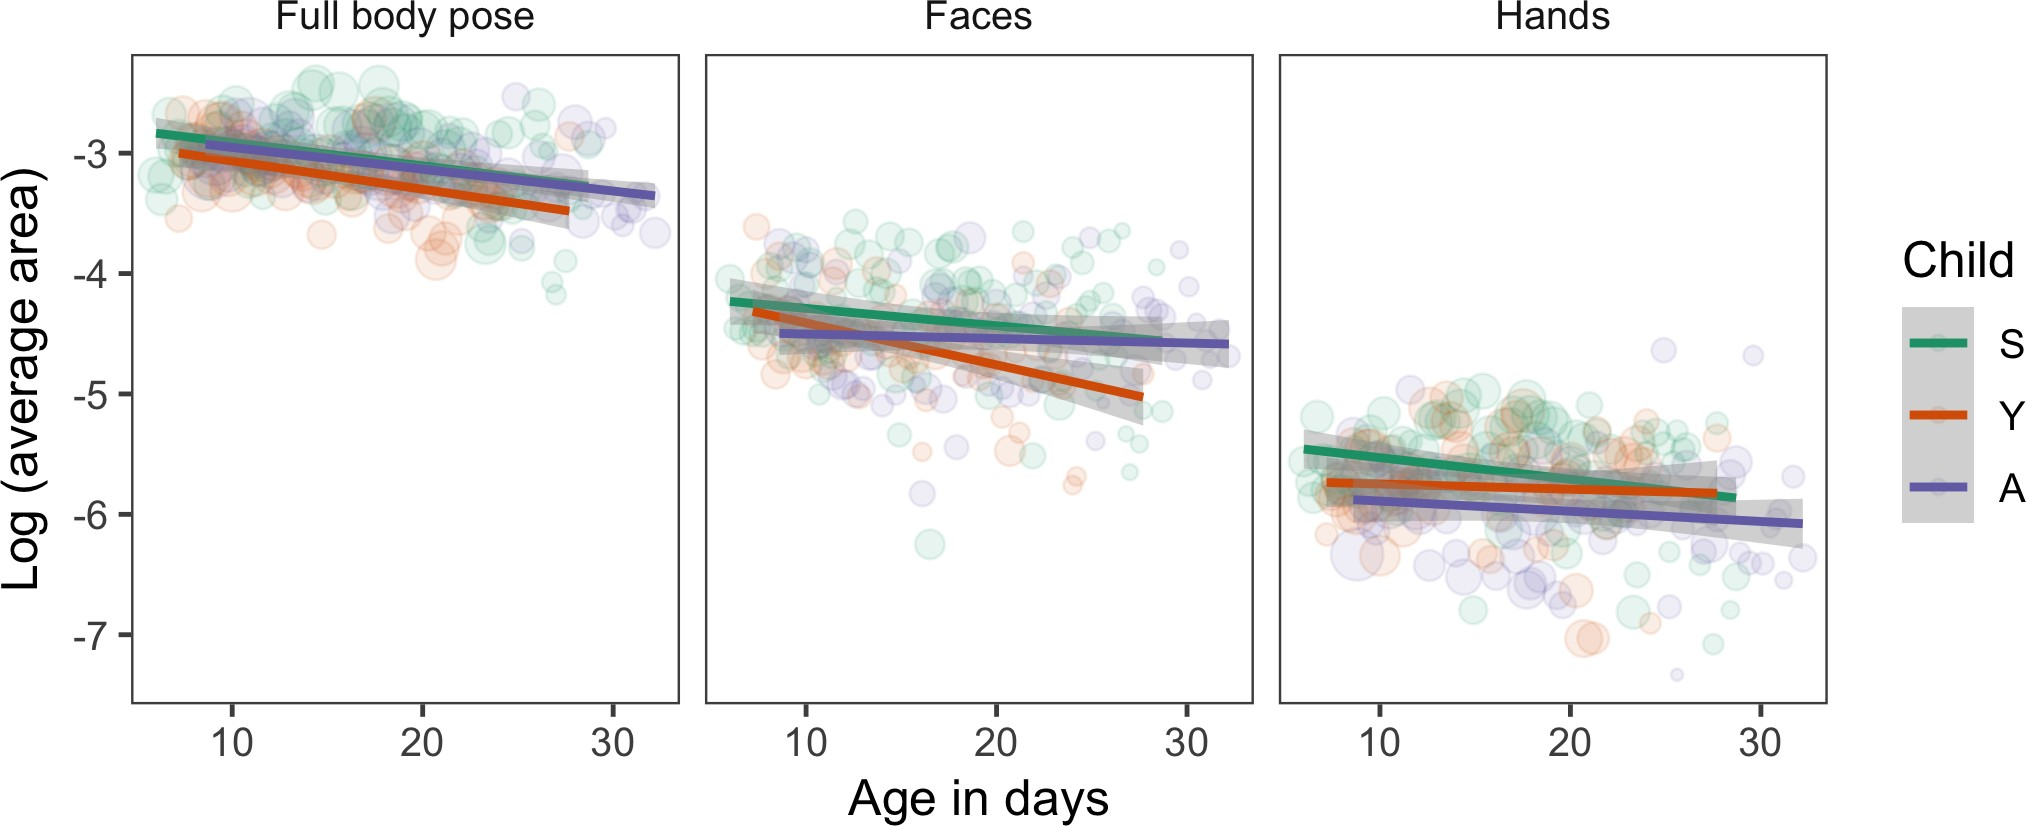 Full body pose
Faces
Hands
Log (average area)
-3
-4
-5
-6
-7
10 20 30
10 20 30
10 20 30
Age in days
Child
S
Y
A